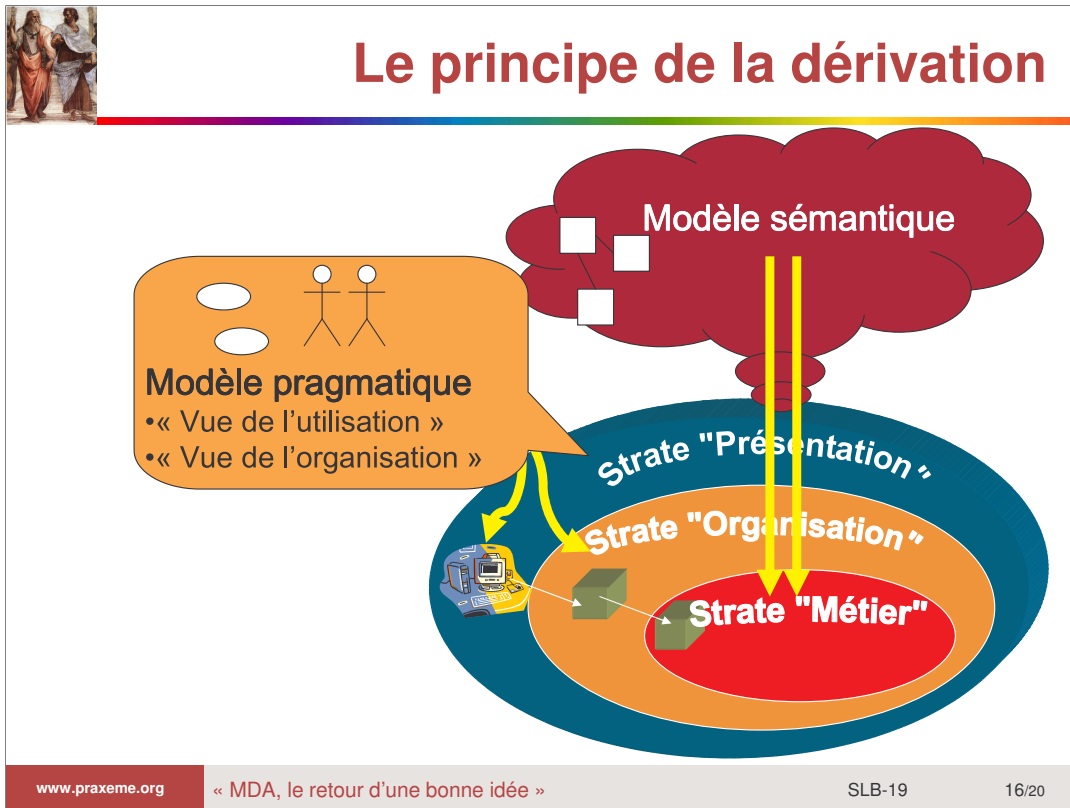 Le principe de la dérivation
Modèle sémantique
Modèle pragmatique
•« Vue de l’utilisation »
•« Vue de l’organisation »
Strate "Présentation"
Strate "Organisation"
Strate "Métier"
www.praxeme.org
« MDA, le retour d’une bonne idée »
SLB-19
16/20